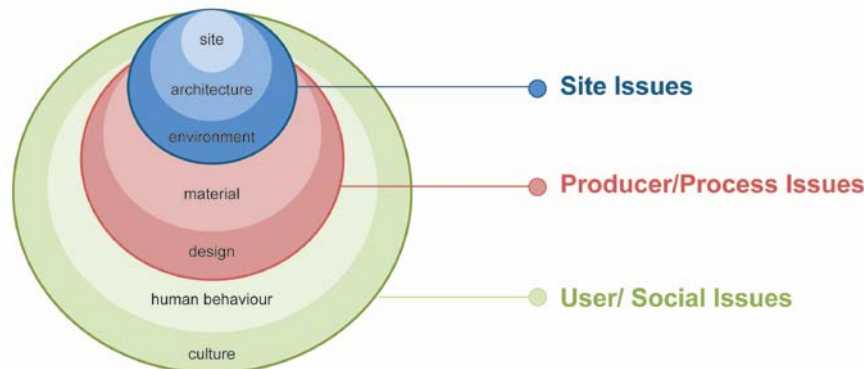 site
architecture
environment
material
design
human behaviour
culture
Site Issues
Producer/Process Issues
User/ Social Issues